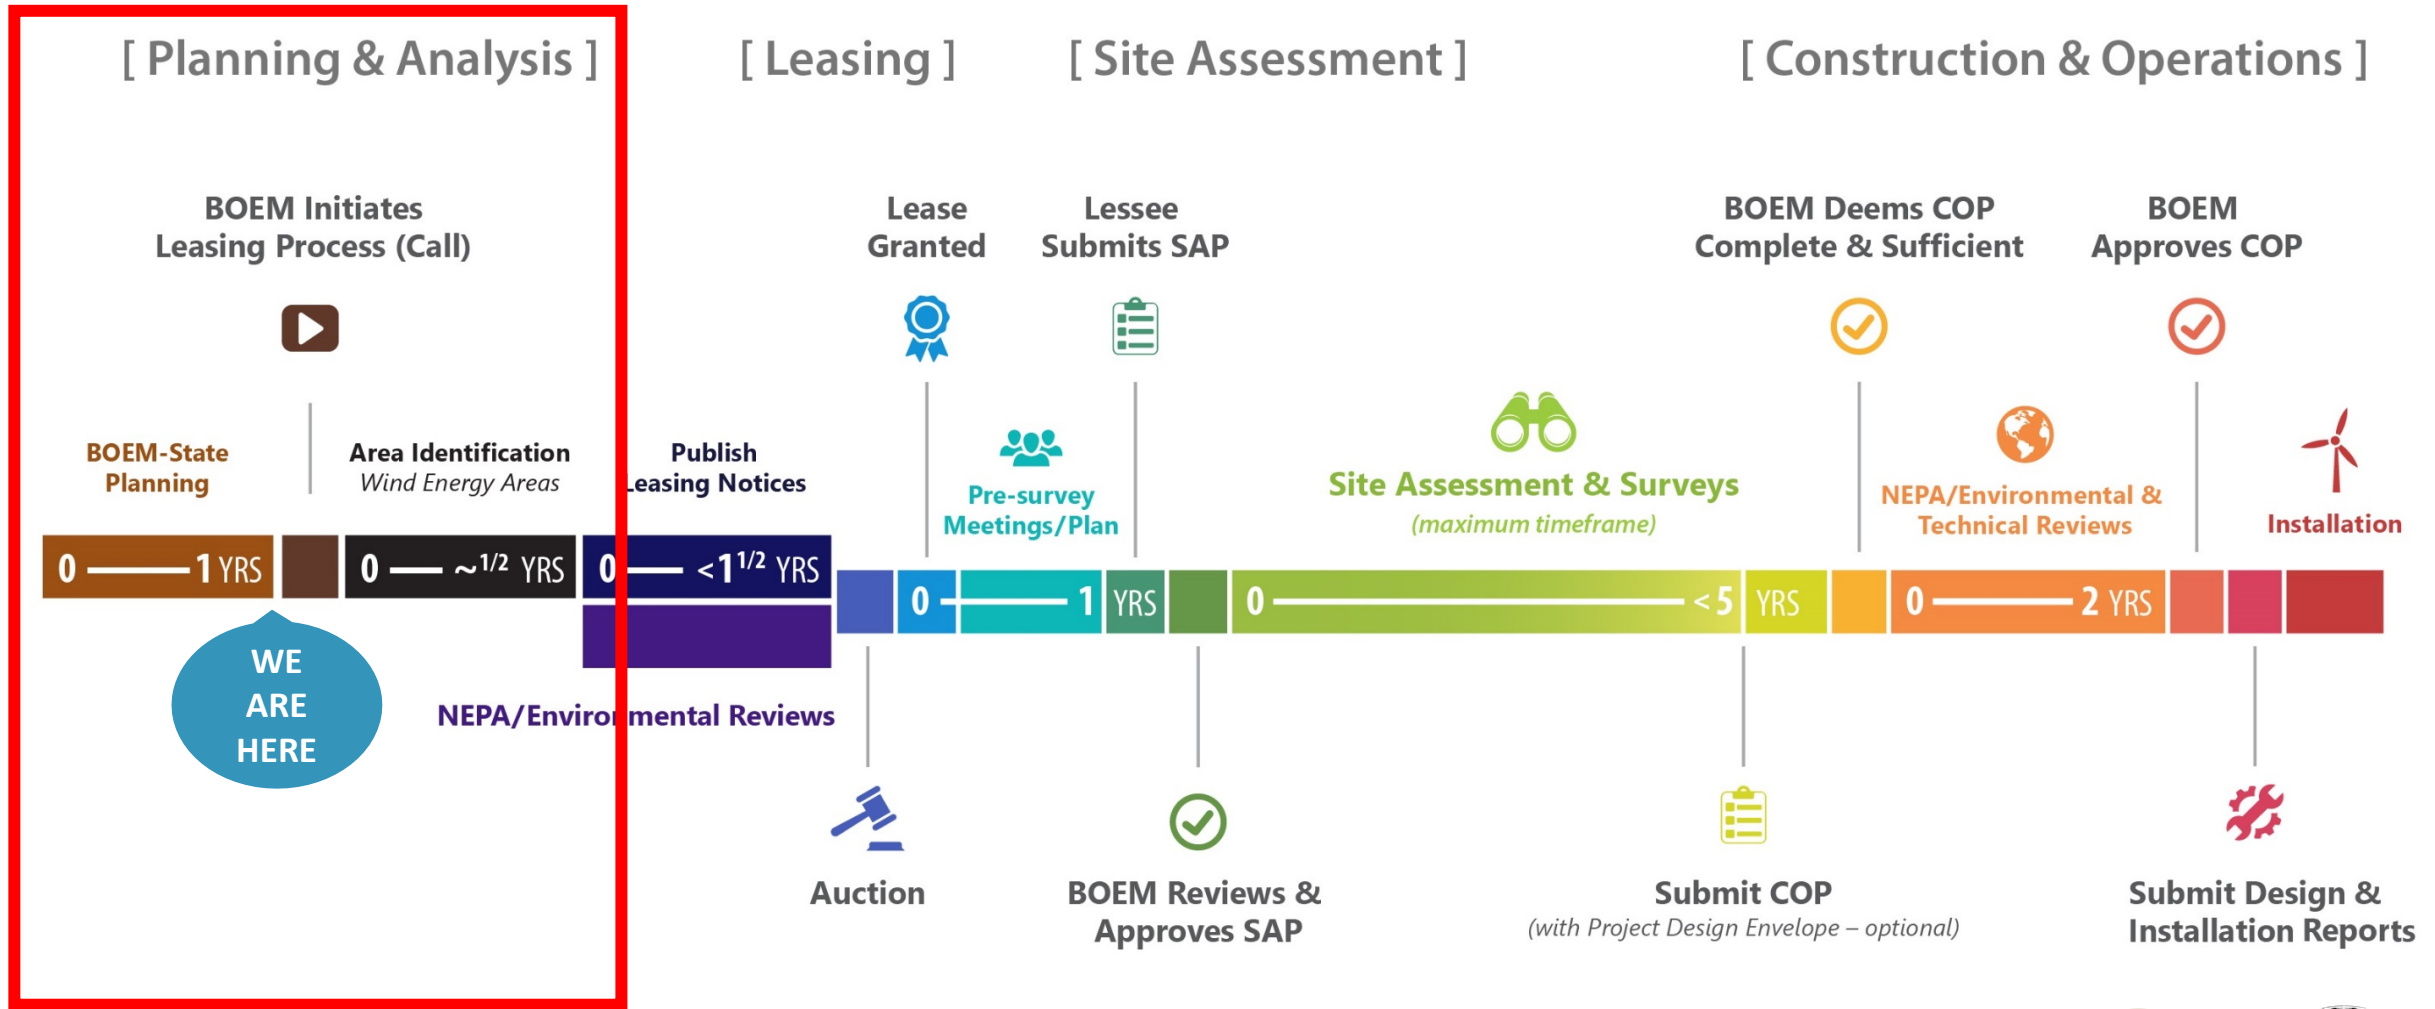 [ Planning & Analysis ]
[ Leasing ]
[ Site Assessment ]
[ Construction & Operations ]
BOEM Initiates
Leasing Process (Call)
Lease
Granted
Lessee
Submits SAP
BOEM Deems COP
Complete & Sufficient
BOEM
Approves COP
BOEM-State
Planning
Area Identification
Wind Energy Areas
Publish
Leasing Notices
Pre-survey
Meetings/Plan
Site Assessment & Surveys
(maximum timeframe)
NEPA/Environmental &
Technical Reviews
Installation
0 — 1 YRS
0 — ~1/2 YRS
0 — <1 1/2 YRS
0 — 1 YRS
0 — <5 YRS
0 — 2 YRS
WE
ARE
HERE
NEPA/Environmental Reviews
Auction
BOEM Reviews &
Approves SAP
Submit COP
(with Project Design Envelope – optional)
Submit Design &
Installation Reports